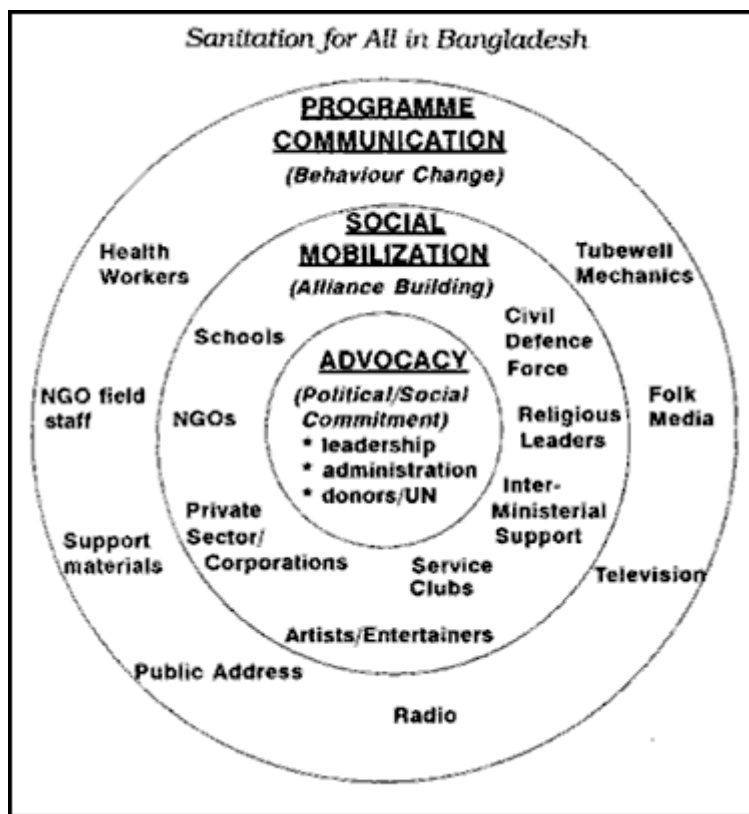 Sanitation for All in Bangladesh
PROGRAMME
COMMUNICATION
(Behaviour Change)
SOCIAL
MOBILIZATION
(Alliance Building)
Health
Workers
Tubewell
Mechanics
Schools
Civil
Defence
Force
ADVOCACY
(Political/Social
Commitment)
* leadership
* administration
* donors/UN
NGO field
staff
NGOs
Religious
Leaders
Folk
Media
Private
Sector/
Corporations
Inter-
Ministerial
Support
Support
materials
Service
Clubs
Television
Artists/Entertainers
Public Address
Radio